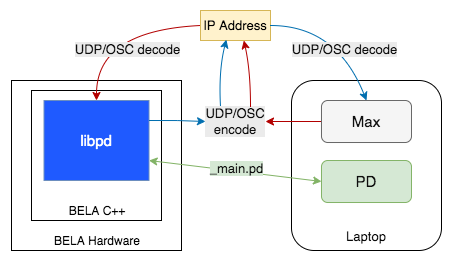 IP Address
UDP/OSC decode
UDP/OSC decode
UDP/OSC
encode
libpd
Max
_main.pd
PD
BELA C++
BELA Hardware
Laptop